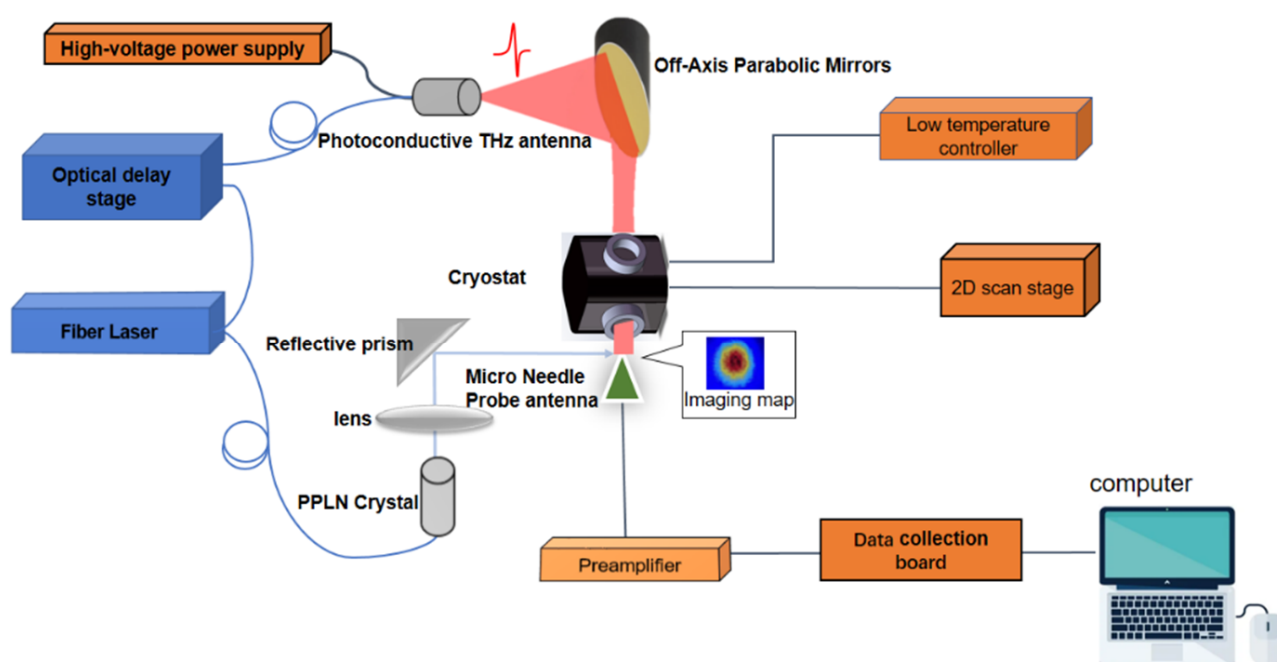 High-voltage power supply
Off-Axis Parabolic Mirrors
Photoconductive THz antenna
Low temperature
controller
Optical delay
stage
Cryostat
2D scan stage
Fiber Laser
Reflective prism
Micro Needle
Probe antenna
Imaging map
lens
PPLN Crystal
computer
Preamplifier
Data collection
board